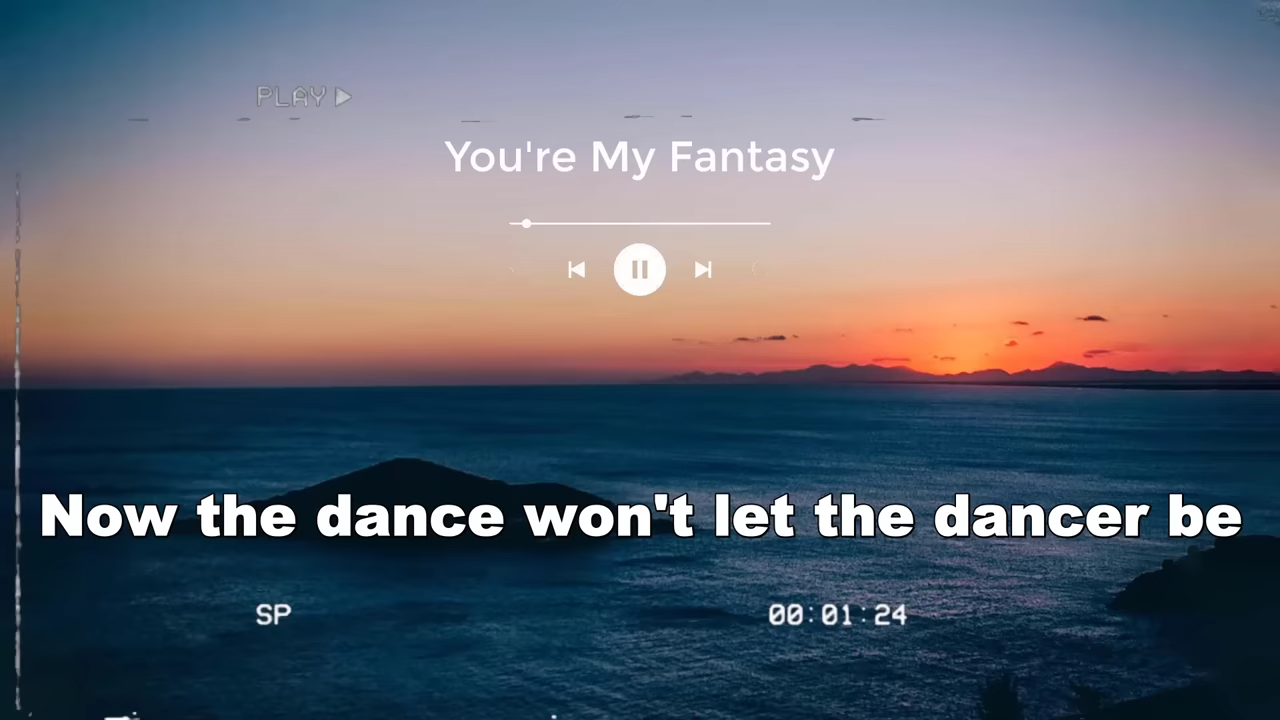 PLAY
You're My Fantasy
Now the dance won't let the dancer be
SP
00:01:24